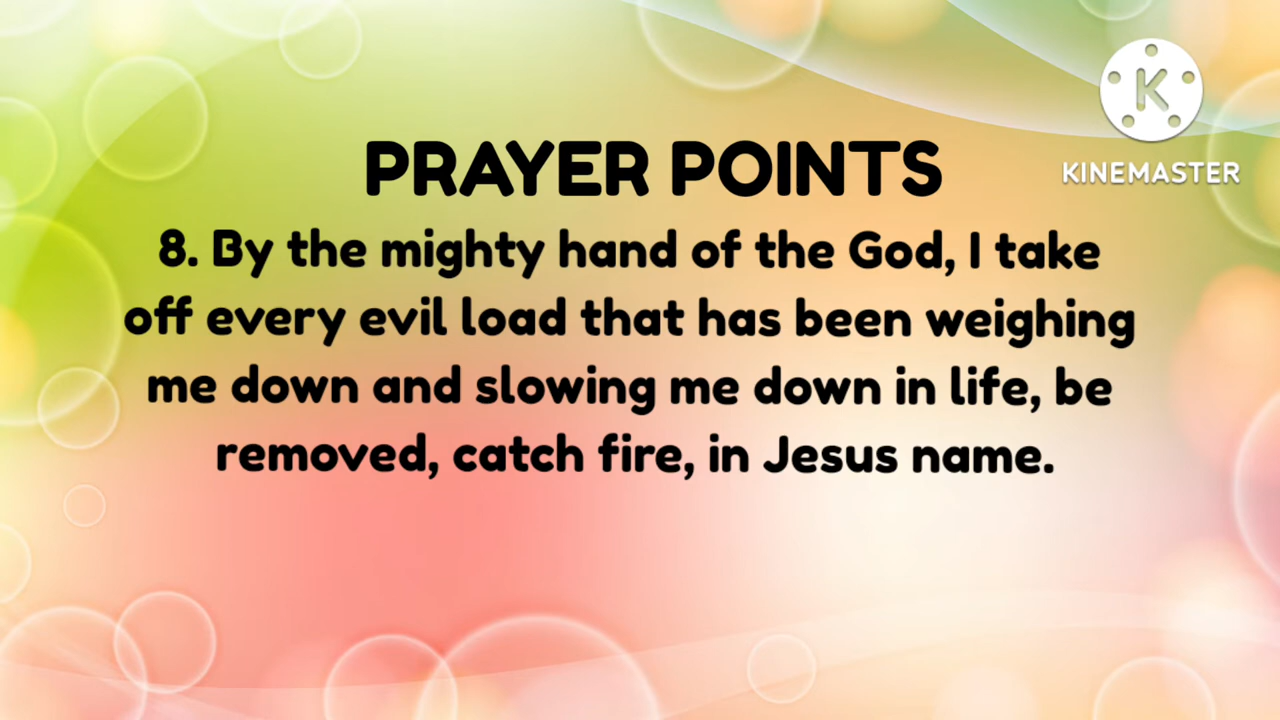 PRAYER POINTS
8. By the mighty hand of the God, I take
off every evil load that has been weighing
me down and slowing me down in life, be
removed, catch fire, in Jesus name.
K
KINEMASTER